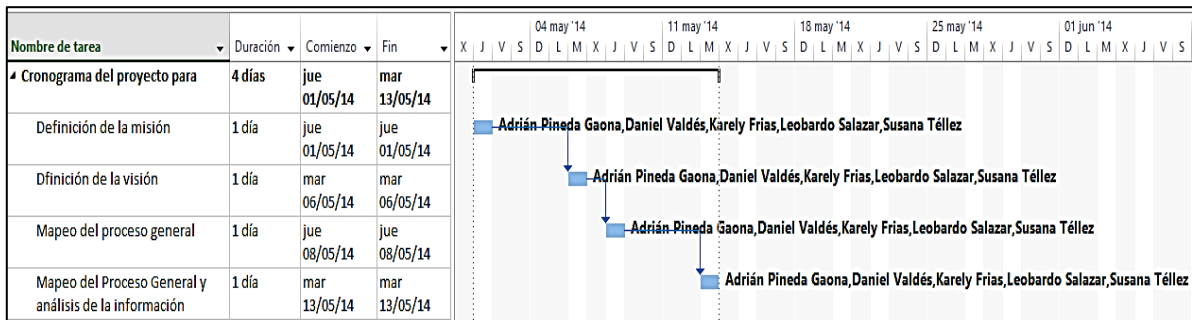 04 may '14 11 may '14 18 may '14 25 may '14 01 jun '14
Nombre de tarea Duración Comienzo Fin X J V S D L M X J V S D L M X J V S D L M X J V S D L M X J V S D L M X J V S
Cronograma del proyecto para 4 días jue mar
01/05/14 13/05/14
Definición de la misión 1 día jue jue Adrián Pineda Gaona,Daniel Valdés,Karely Frias,Leobardo Salazar,Susana Téllez
01/05/14 01/05/14
Dfinición de la visión 1 día mar mar Adrián Pineda Gaona,Daniel Valdés,Karely Frias,Leobardo Salazar,Susana Téllez
06/05/14 06/05/14
Mapeo del proceso general 1 día jue jue Adrián Pineda Gaona,Daniel Valdés,Karely Frias,Leobardo Salazar,Susana Téllez
08/05/14 08/05/14
Mapeo del Proceso General y 1 día mar mar Adrián Pineda Gaona,Daniel Valdés,Karely Frias,Leobardo Salazar,Susana Téllez
análisis de la información 13/05/14 13/05/14